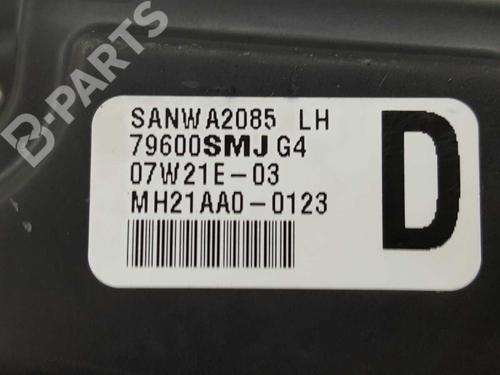 B-PARTS
SANWA2085 LH
79600SMJ G4
07W21E-03
MH21AA0-0123
D